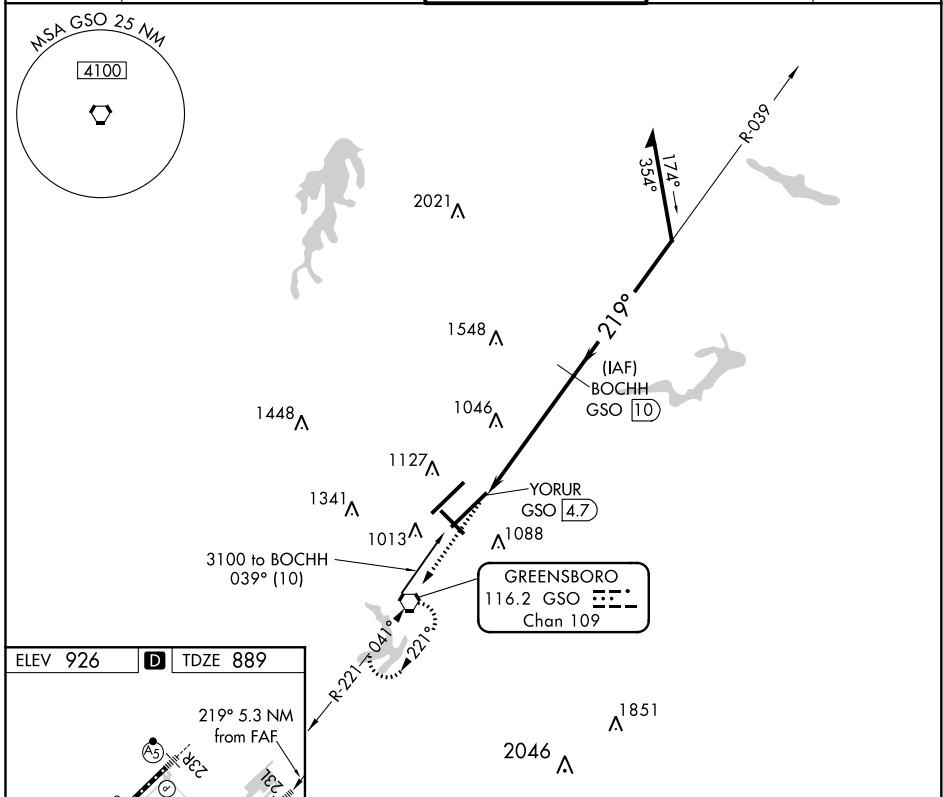 MSA GSO 25 NM
4100
R-039
174°
354°
2021
219°
1548
(IAF)
BOCHH
GSO 10
1448
1046
1127
YORUR
GSO 4.7
1341
1013
1088
3100 to BOCHH
039° (10)
GREENSBORO
116.2 GSO
Chan 109
R-221
041°
221°
ELEV 926
D
TDZE 889
219° 5.3 NM
from FAF
A5
23R
23L
P
1851
2046